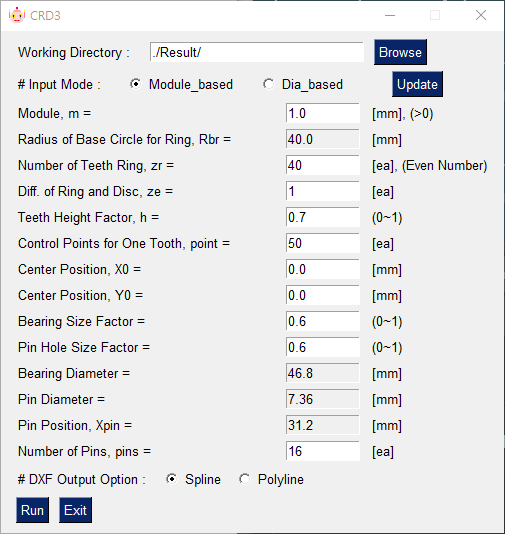 CRD3
Working Directory : ./Result/ Browse
# Input Mode : Module_based Dia_based Update
Module, m = 1.0 [mm], (>0)
Radius of Base Circle for Ring, Rbr = 40.0 [mm]
Number of Teeth Ring, zr = 40 [ea], (Even Number)
Diff. of Ring and Disc, ze = 1 [ea]
Teeth Height Factor, h = 0.7 (0~1)
Control Points for One Tooth, point = 50 [ea]
Center Position, X0 = 0.0 [mm]
Center Position, Y0 = 0.0 [mm]
Bearing Size Factor = 0.6 (0~1)
Pin Hole Size Factor = 0.6 (0~1)
Bearing Diameter = 46.8 [mm]
Pin Diameter = 7.36 [mm]
Pin Position, Xpin = 31.2 [mm]
Number of Pins, pins = 16 [ea]
# DXF Output Option : Spline Polyline
Run Exit